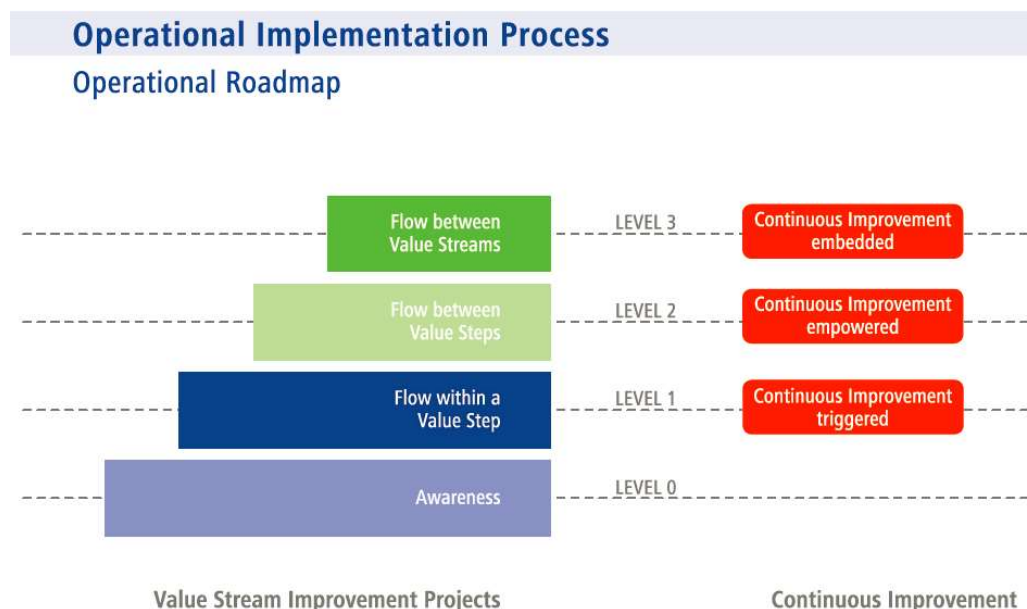 Operational Implementation Process
Operational Roadmap
Flow between
Value Streams
LEVEL 3
Continuous Improvement
embedded
Flow between
Value Steps
LEVEL 2
Continuous Improvement
empowered
Flow within a
Value Step
LEVEL 1
Continuous Improvement
triggered
Awareness
LEVEL 0
Value Stream Improvement Projects
Continuous Improvement